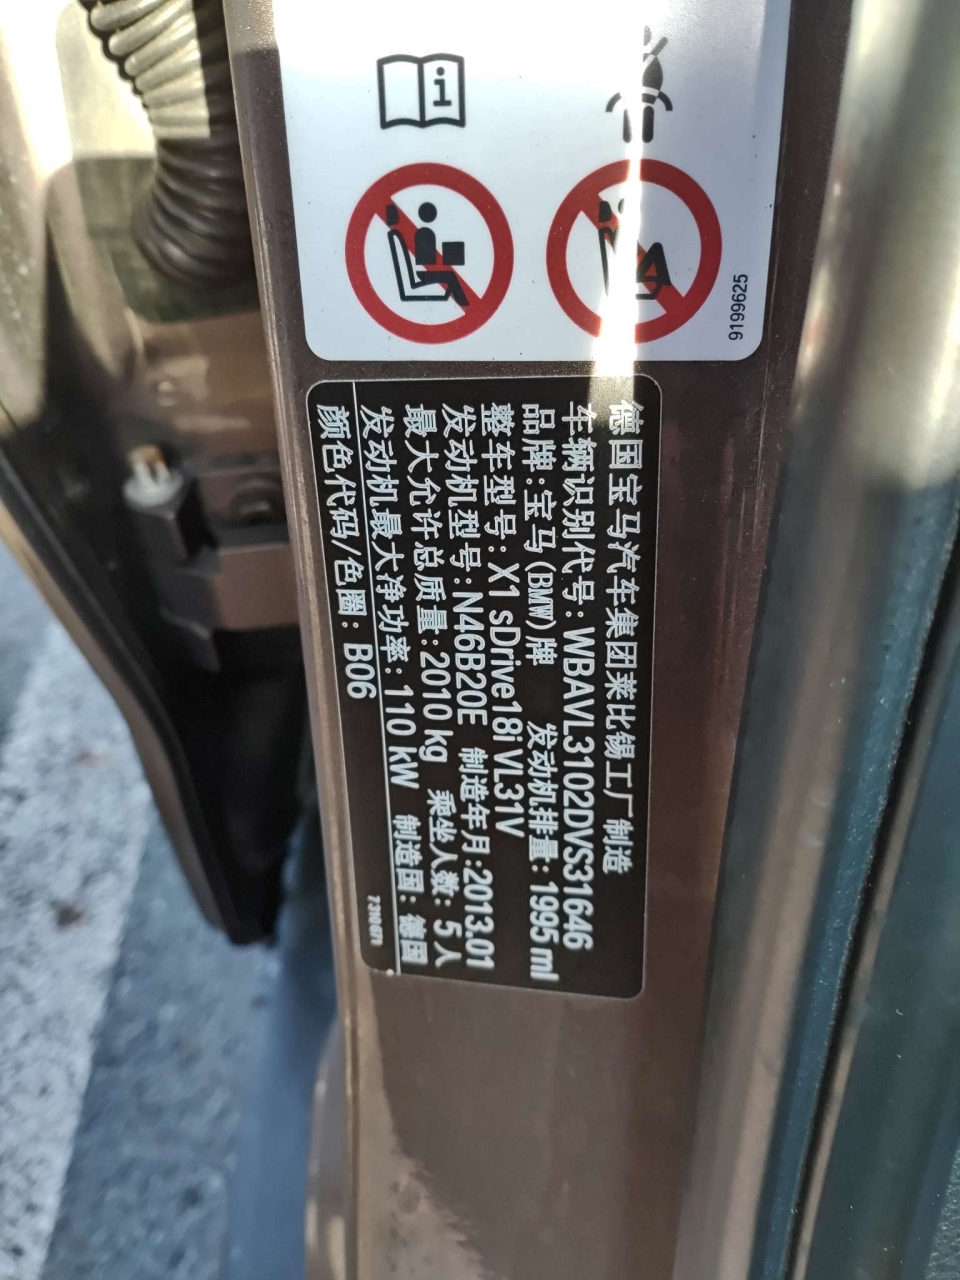 9199625
德国宝马汽车集团莱比锡工厂制造
车辆识别代号: WBAVL3102DVS31646
品牌:宝马(BMW)牌 发动机排量:1995 ml
整车型号: X1 sDrive18i VL31V
发动机型号:N46B20E 制造年月:2013.01
最大允许总质量:2010 kg 乘坐人数: 5人
发动机最大净功率: 110 kW 制造国: 德国
颜色代码/色圈: B06
7310 071